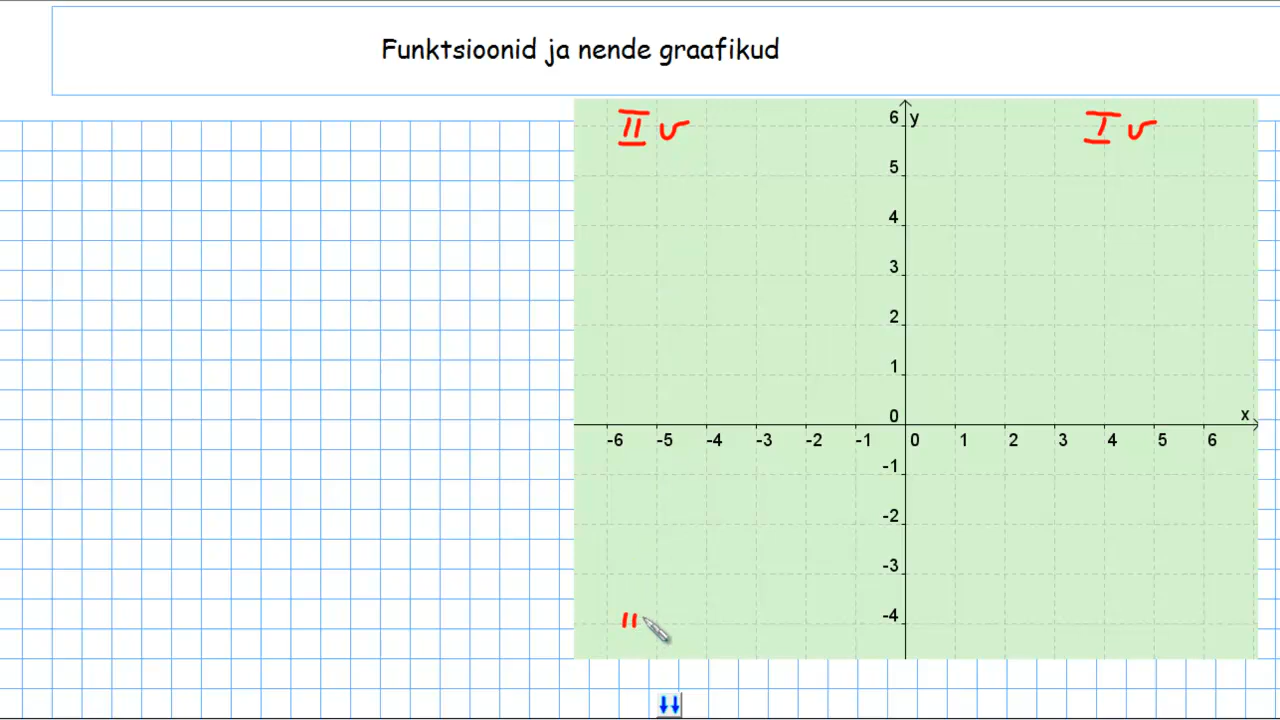 Funktsioonid ja nende graafikud
II v
I v
6 y
5
4
3
2
1
0
x
-6 -5 -4 -3 -2 -1 0 1 2 3 4 5 6
-1
-2
-3
-4
II